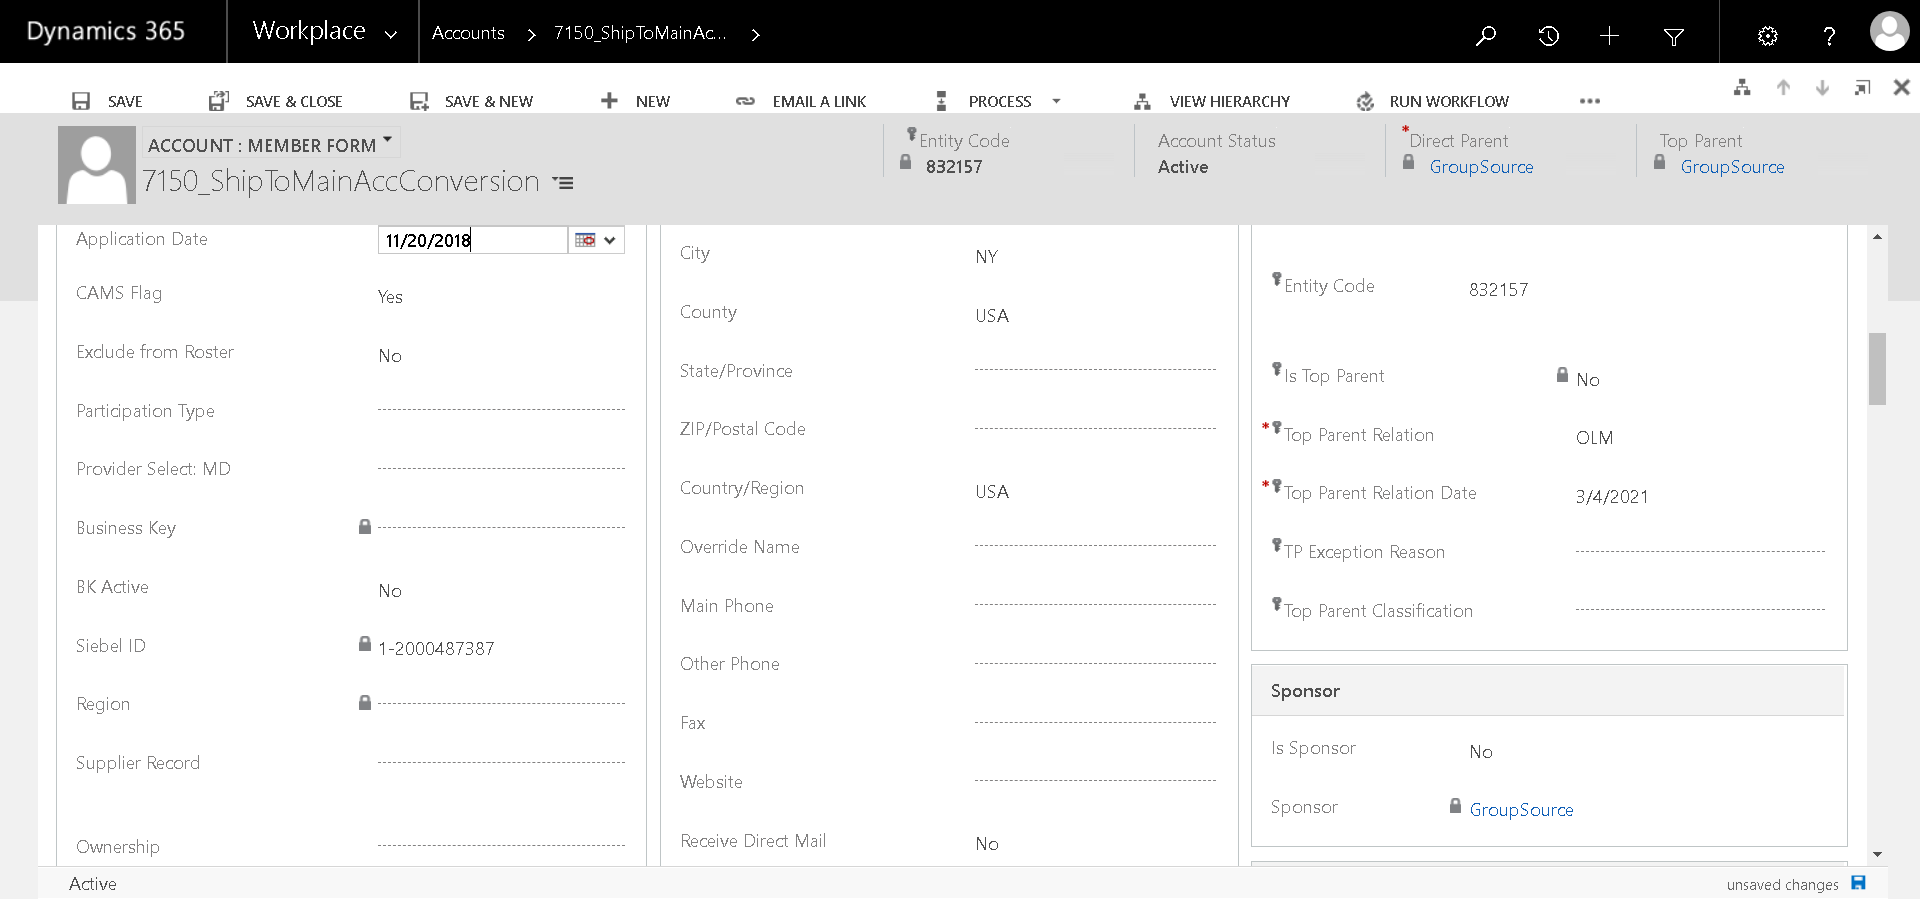 Dynamics 365
Workplace
Accounts
7150_ShipToMainAc...
SAVE
SAVE & CLOSE
SAVE & NEW
NEW
EMAIL A LINK
PROCESS
VIEW HIERARCHY
RUN WORKFLOW
ACCOUNT : MEMBER FORM
7150_ShipToMainAccConversion
Entity Code
832157
Account Status
Active
*Direct Parent
GroupSource
Top Parent
GroupSource
Application Date
11/20/2018
CAMS Flag
Yes
Exclude from Roster
No
Participation Type
Provider Select: MD
Business Key
BK Active
No
Siebel ID
1-2000487387
Region
Supplier Record
Ownership
City
NY
County
USA
State/Province
ZIP/Postal Code
Country/Region
USA
Override Name
Main Phone
Other Phone
Fax
Website
Receive Direct Mail
No
Entity Code
832157
Is Top Parent
No
*Top Parent Relation
OLM
*Top Parent Relation Date
3/4/2021
TP Exception Reason
Top Parent Classification
Sponsor
Is Sponsor
No
Sponsor
GroupSource
Active
unsaved changes